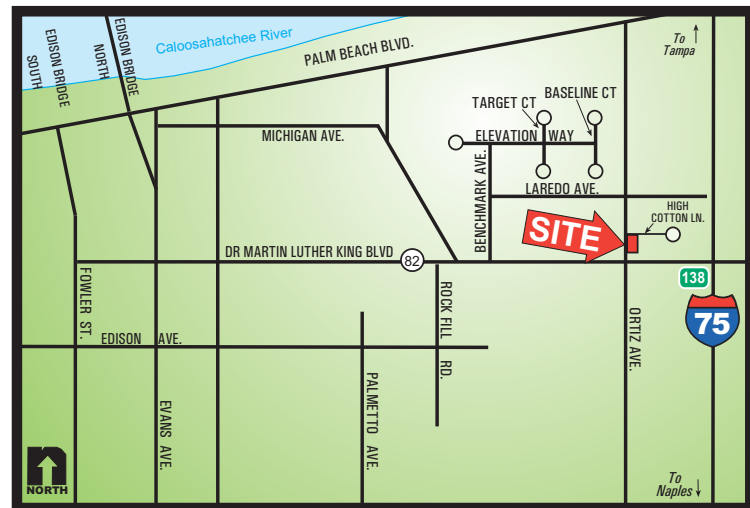 Caloosahatchee River
EDISON BRIDGE
SOUTH
EDISON BRIDGE
NORTH
PALM BEACH BLVD.
To
Tampa
TARGET CT
BASELINE CT
MICHIGAN AVE.
ELEVATION WAY
BENCHMARK AVE.
LAREDO AVE.
HIGH
COTTON LN.
SITE
DR MARTIN LUTHER KING BLVD
82
138
75
FOWLER ST.
ROCK FILL RD.
ORTIZ AVE.
EDISON AVE.
EVANS AVE.
PALMETTO AVE.
n
NORTH
To
Naples